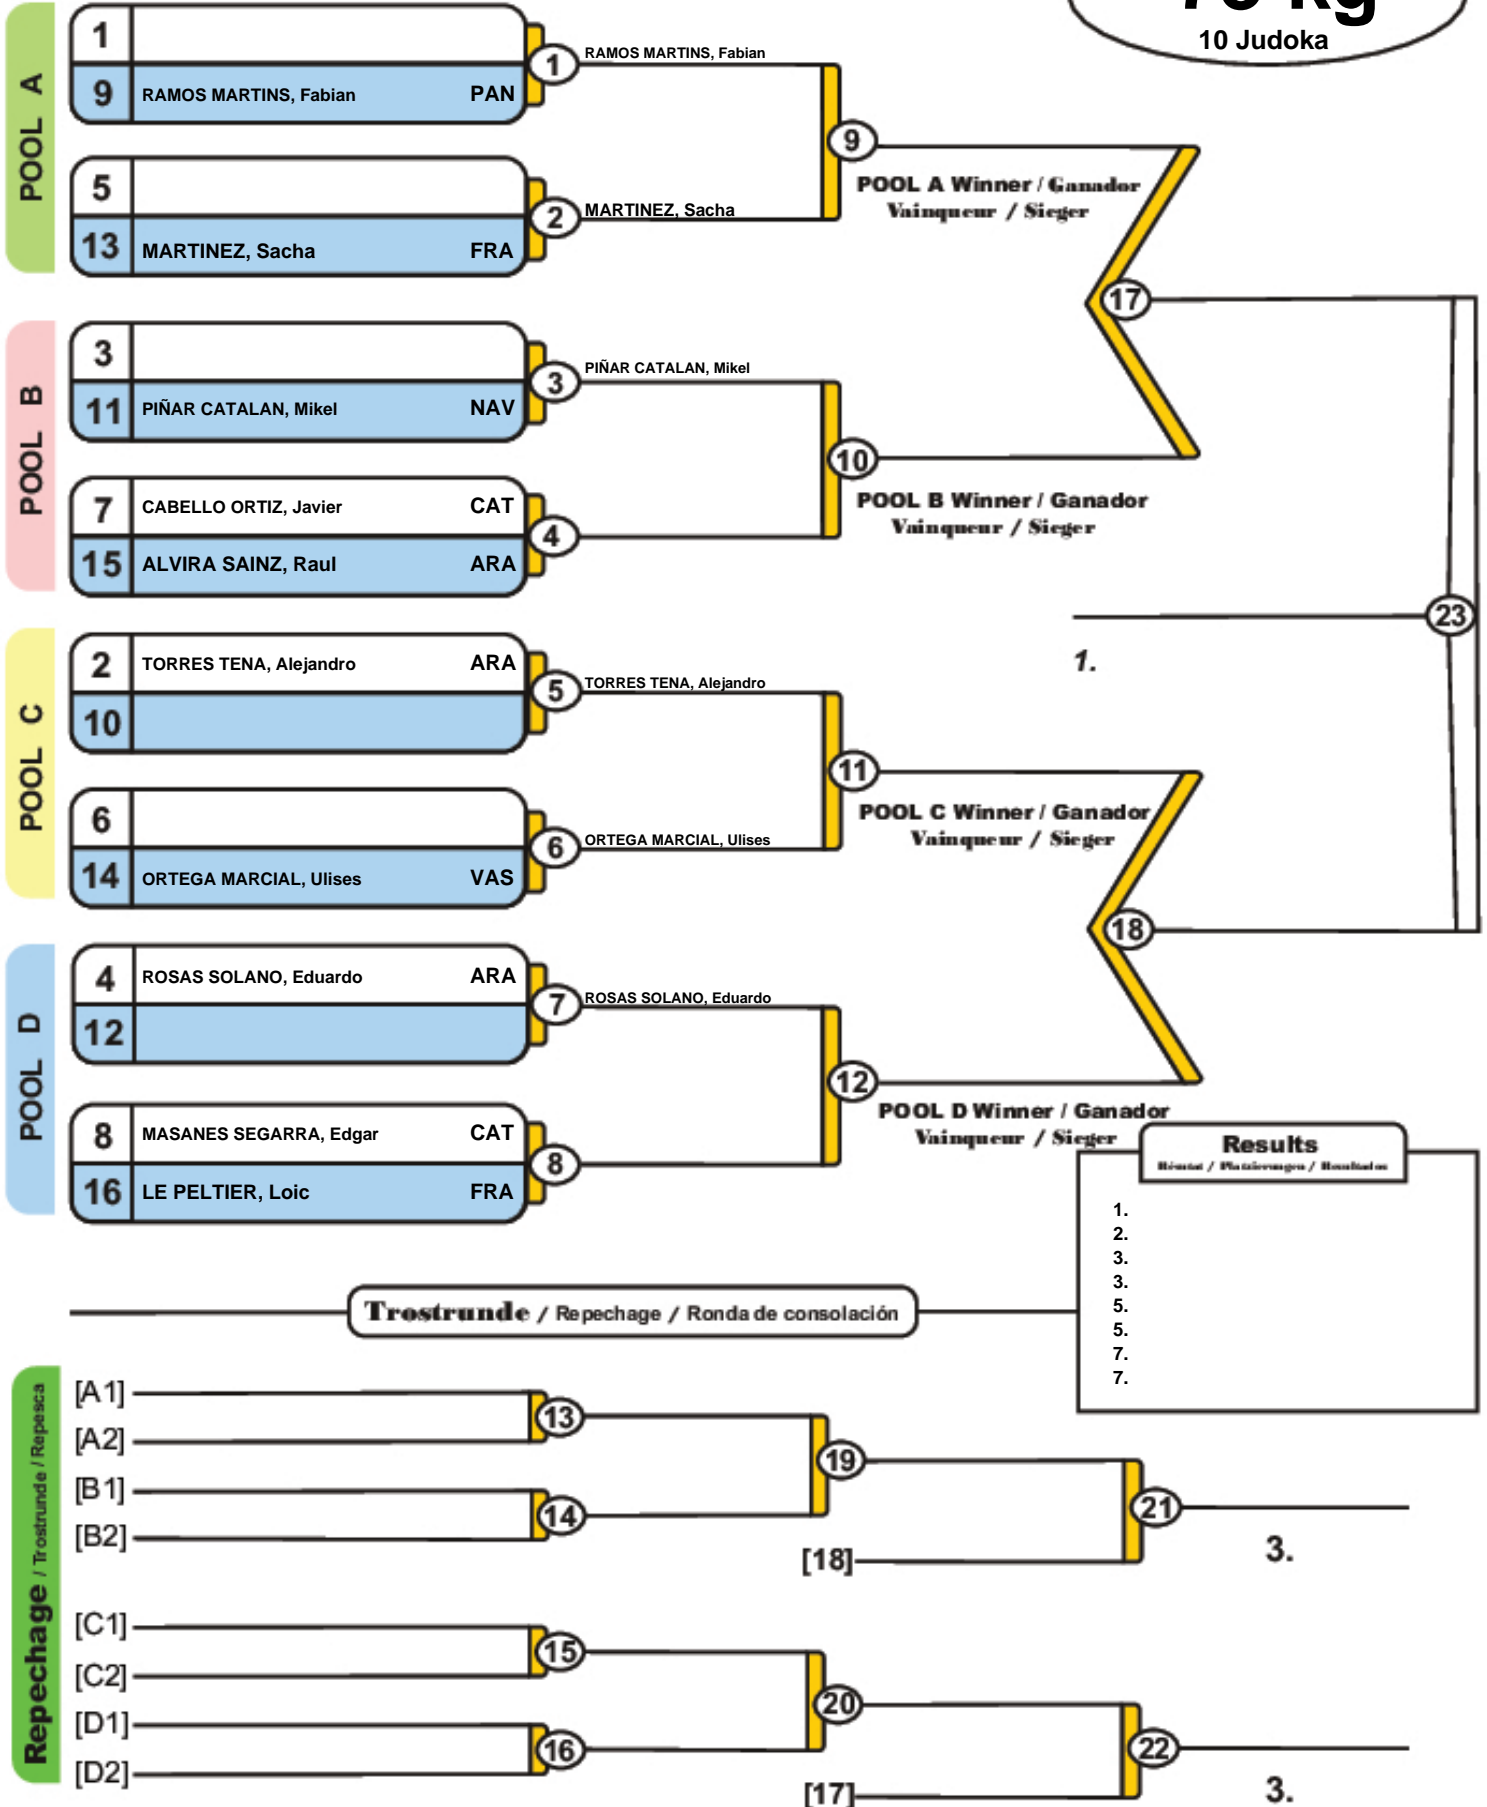 10 Judoka
POOL A
1
9 RAMOS MARTINS, Fabian PAN
1 RAMOS MARTINS, Fabian
5
13 MARTINEZ, Sacha FRA
2 MARTINEZ, Sacha
9
POOL A Winner / Ganador
Vainqueur / Sieger
17
POOL B
3
11 PIÑAR CATALAN, Mikel NAV
3 PIÑAR CATALAN, Mikel
7 CABELLO ORTIZ, Javier CAT
15 ALVIRA SAINZ, Raul ARA
4
10
POOL B Winner / Ganador
Vainqueur / Sieger
23
1.
POOL C
2 TORRES TENA, Alejandro ARA
10
5 TORRES TENA, Alejandro
6
14 ORTEGA MARCIAL, Ulises VAS
6 ORTEGA MARCIAL, Ulises
11
POOL C Winner / Ganador
Vainqueur / Sieger
18
POOL D
4 ROSAS SOLANO, Eduardo ARA
12
7 ROSAS SOLANO, Eduardo
8 MASANES SEGARRA, Edgar CAT
16 LE PELTIER, Loic FRA
8
12
POOL D Winner / Ganador
Vainqueur / Sieger
Results
/ Platzierungen / Resultados
1.
2.
3.
3.
5.
5.
7.
7.
Trostrunde / Repechage / Ronda de consolación
Repechage / Trostrunde / Repesca
[A1]
[A2]
13
[B1]
[B2]
14
19
[18]
21
3.
[C1]
[C2]
15
[D1]
[D2]
16
20
[17]
22
3.